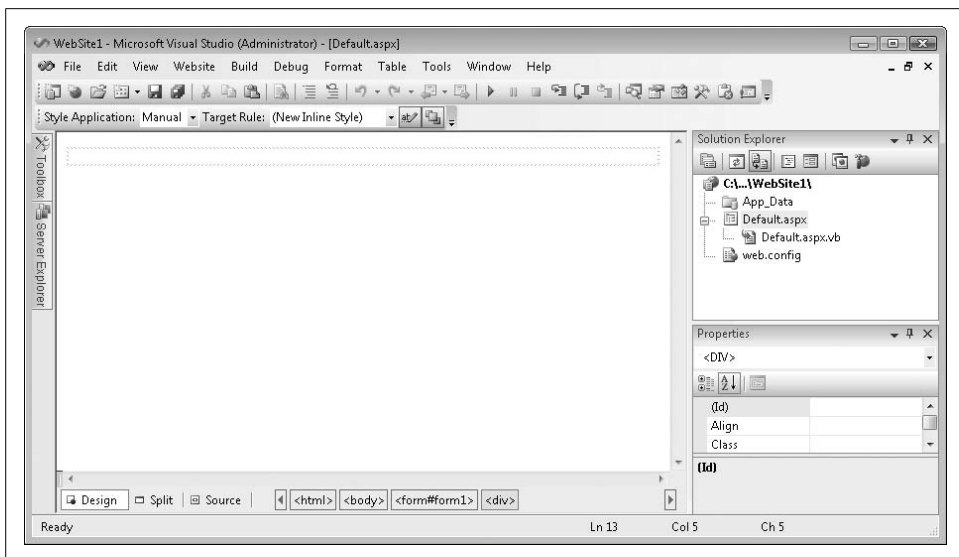 WebSite1 - Microsoft Visual Studio (Administrator) - [Default.aspx]
File Edit View Website Build Debug Format Table Tools Window Help
Style Application: Manual Target Rule: (New Inline Style)
Toolbox
Server Explorer
Solution Explorer
C:\...\WebSite1\
App_Data
Default.aspx
Default.aspx.vb
web.config
Properties
<DIV>
(Id)
Align
Class
(Id)
Design Split Source <html> <body> <form#form1> <div>
Ready Ln 13 Col 5 Ch 5